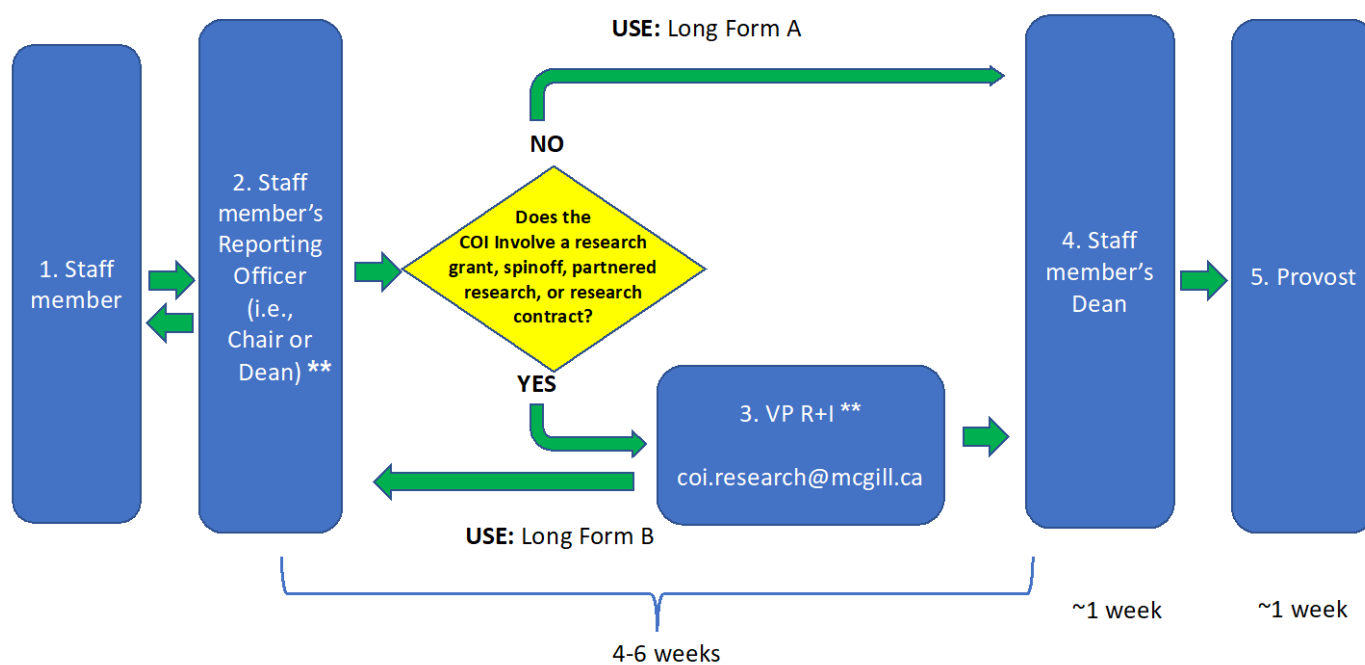 USE: Long Form A
1. Staff
member
2. Staff
member’s
Reporting
Officer
(i.e.,
Chair or
Dean) **
NO
Does the
COI Involve a research
grant, spinoff, partnered
research, or research
contract?
YES
3. VP R+I **
coi.research@mcgill.ca
USE: Long Form B
4. Staff
member’s
Dean
5. Provost
4-6 weeks
~1 week
~1 week